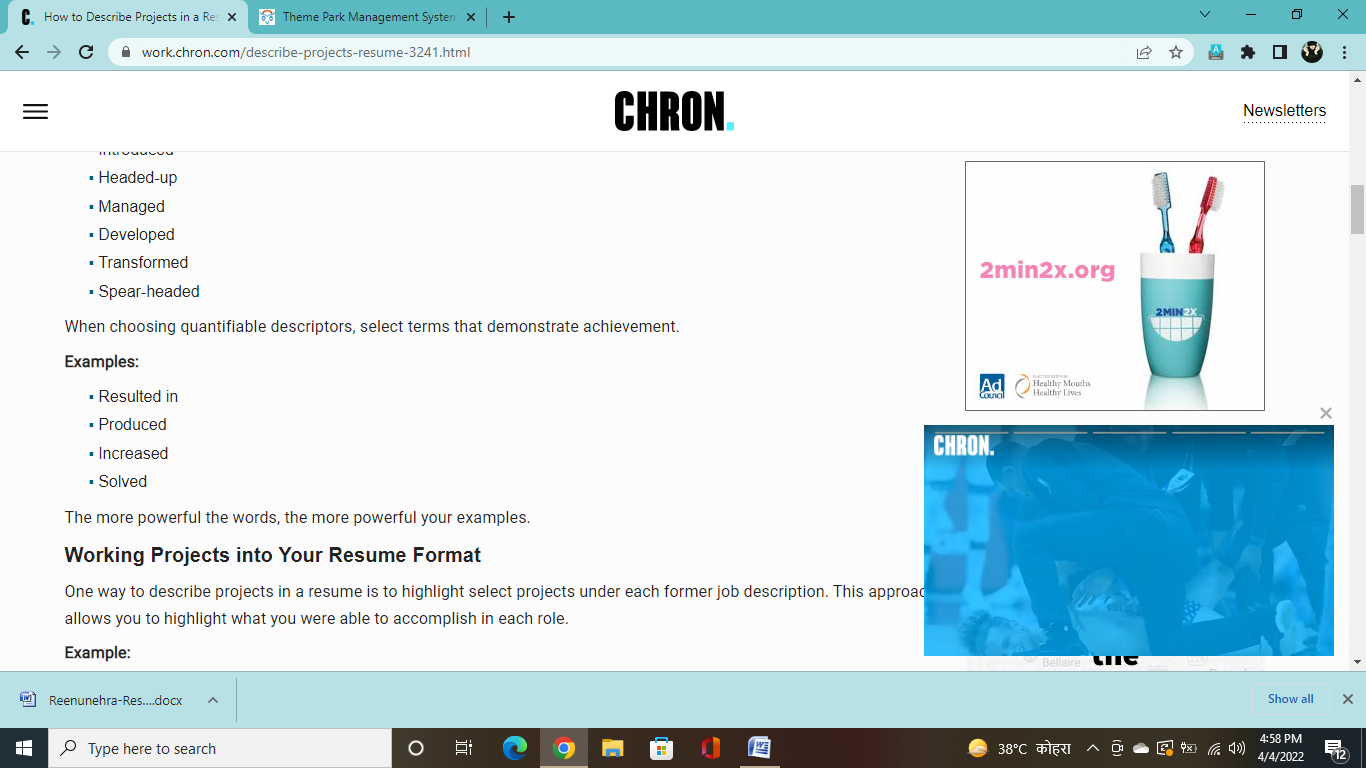 How to Describe Projects in a Res
Theme Park Management System
work.chron.com/describe-projects-resume-3241.html
CHRON.
Newsletters
Introduced
Headed-up
Managed
Developed
Transformed
Spear-headed
When choosing quantifiable descriptors, select terms that demonstrate achievement.
Examples:
Resulted in
Produced
Increased
Solved
The more powerful the words, the more powerful your examples.
Working Projects into Your Resume Format
One way to describe projects in a resume is to highlight select projects under each former job description. This approac
allows you to highlight what you were able to accomplish in each role.
Example:
2min2x.org
2MIN2X
Ad
Council
PARTNERSHIP FOR
Healthy Mouths
Healthy Lives
CHRON.
Bellaire
the
Reenunehra-Res....docx
Show all
Type here to search
38°C कोहरा
4:58 PM
4/4/2022
12